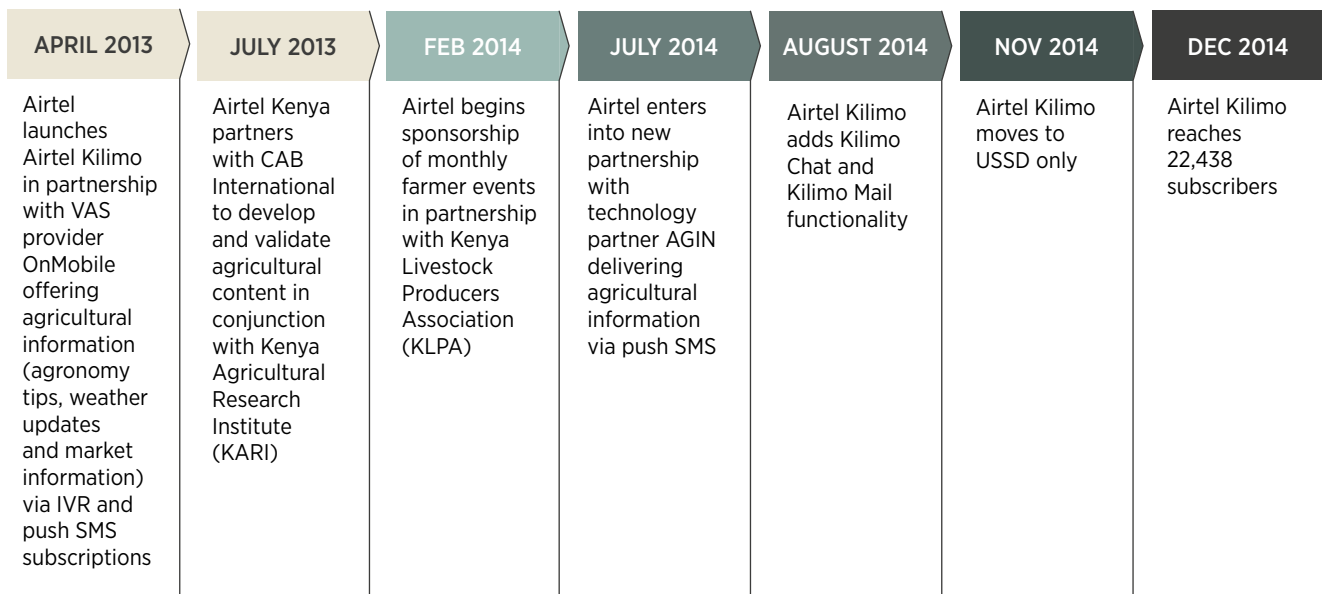 APRIL 2013
Airtel
launches
Airtel Kilimo
in partnership
with VAS
provider
OnMobile
offering
agricultural
information
(agronomy
tips, weather
updates
and market
information)
via IVR and
push SMS
subscriptions
JULY 2013
Airtel Kenya
partners
with CAB
International
to develop
and validate
agricultural
content in
conjunction
with Kenya
Agricultural
Research
Institute
(KARI)
FEB 2014
Airtel begins
sponsorship
of monthly
farmer events
in partnership
with Kenya
Livestock
Producers
Association
(KLPA)
JULY 2014
Airtel enters
into new
partnership
with
technology
partner AGIN
delivering
agricultural
information
via push SMS
AUGUST 2014
Airtel Kilimo
adds Kilimo
Chat and
Kilimo Mail
functionality
NOV 2014
Airtel Kilimo
moves to
USSD only
DEC 2014
Airtel Kilimo
reaches
22,438
subscribers